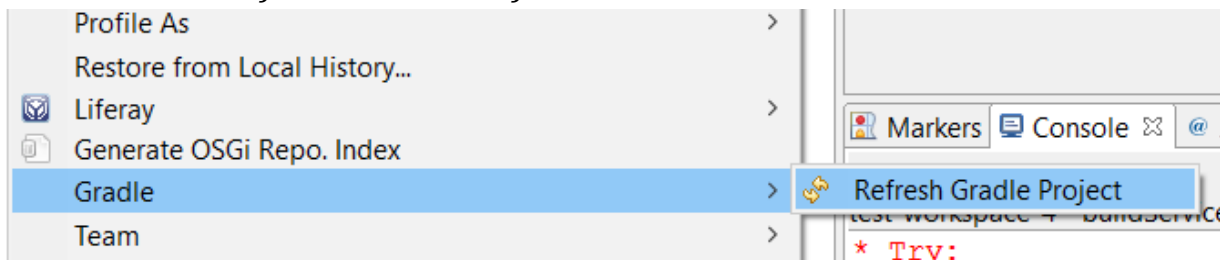 Profile As
Restore from Local History...
Liferay
Generate OSGi Repo. Index
Gradle
Team
Markers Console @
Refresh Gradle Project
* Try: